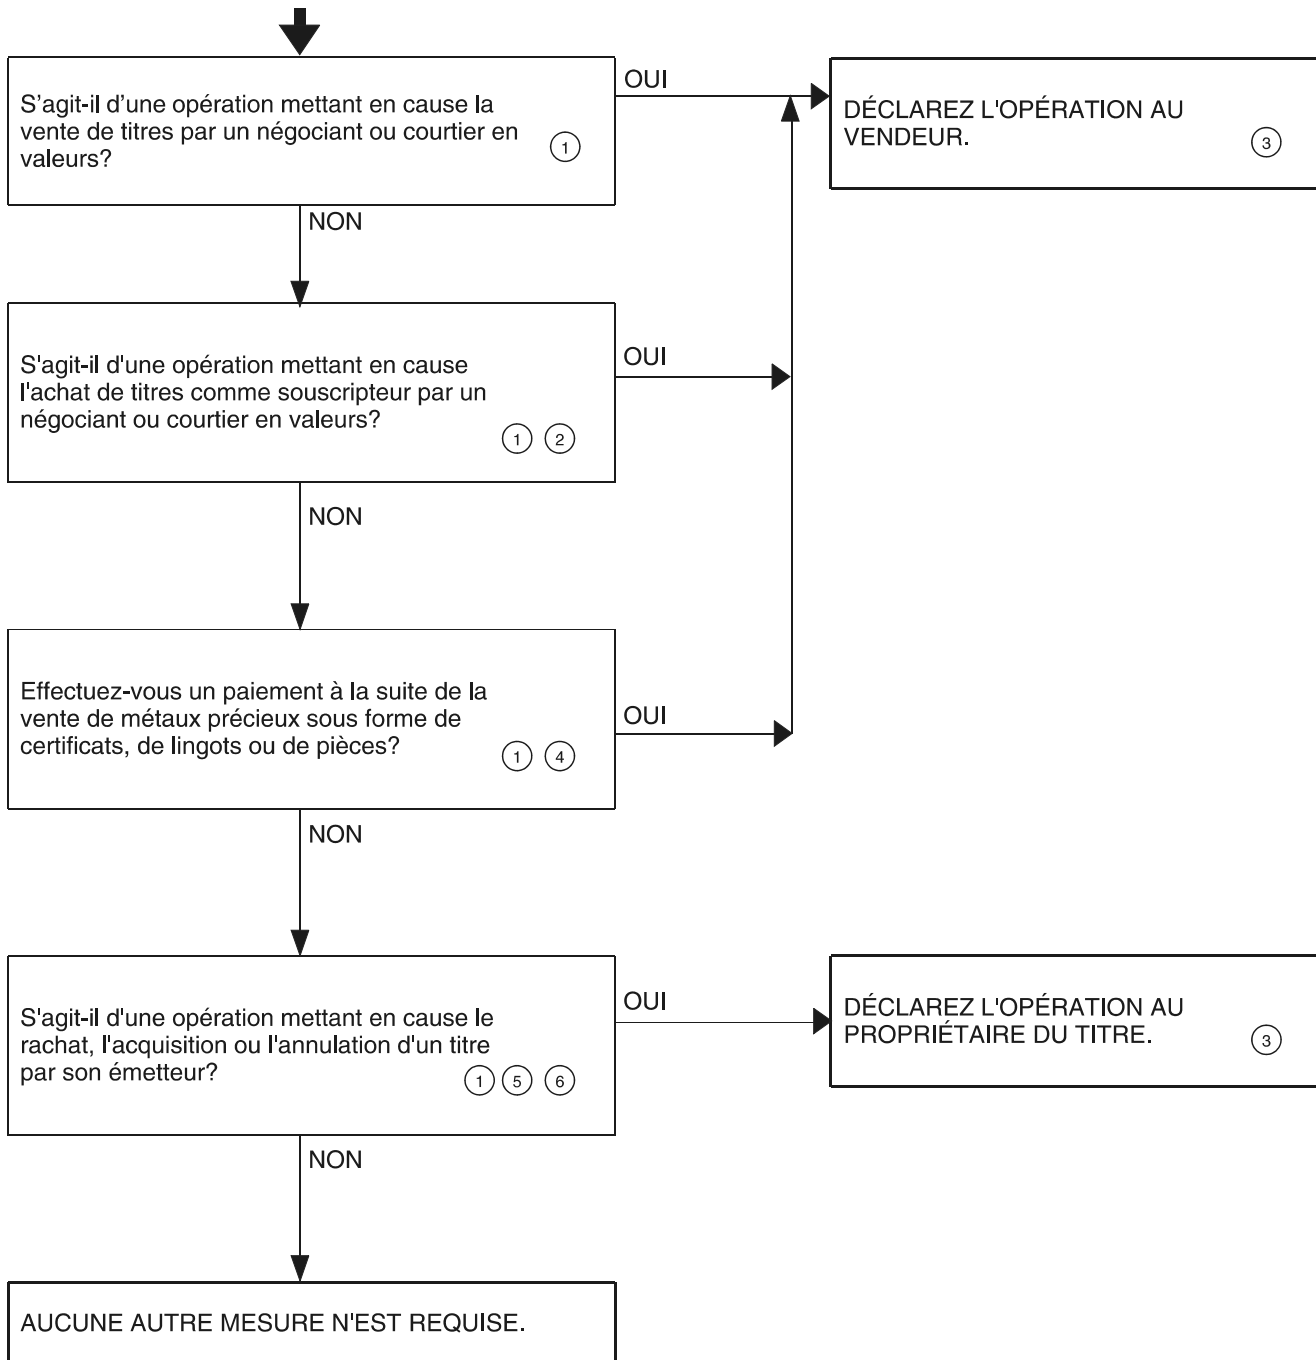 S’agit-il d’une opération mettant en cause la
vente de titres par un négociant ou courtier en
valeurs?
1
OUI
DÉCLAREZ L'OPÉRATION AU
VENDEUR.
3
NON
S'agit-il d'une opération mettant en cause
l'achat de titres comme souscripteur par un
négociant ou courtier en valeurs?
1 2
OUI
NON
Effectuez-vous un paiement à la suite de la
vente de métaux précieux sous forme de
certificats, de lingots ou de pièces?
1 4
OUI
NON
S'agit-il d'une opération mettant en cause le
rachat, l'acquisition ou l'annulation d'un titre
par son émetteur?
1 5 6
OUI
DÉCLAREZ L'OPÉRATION AU
PROPRIÉTAIRE DU TITRE.
3
NON
AUCUNE AUTRE MESURE N'EST REQUISE.